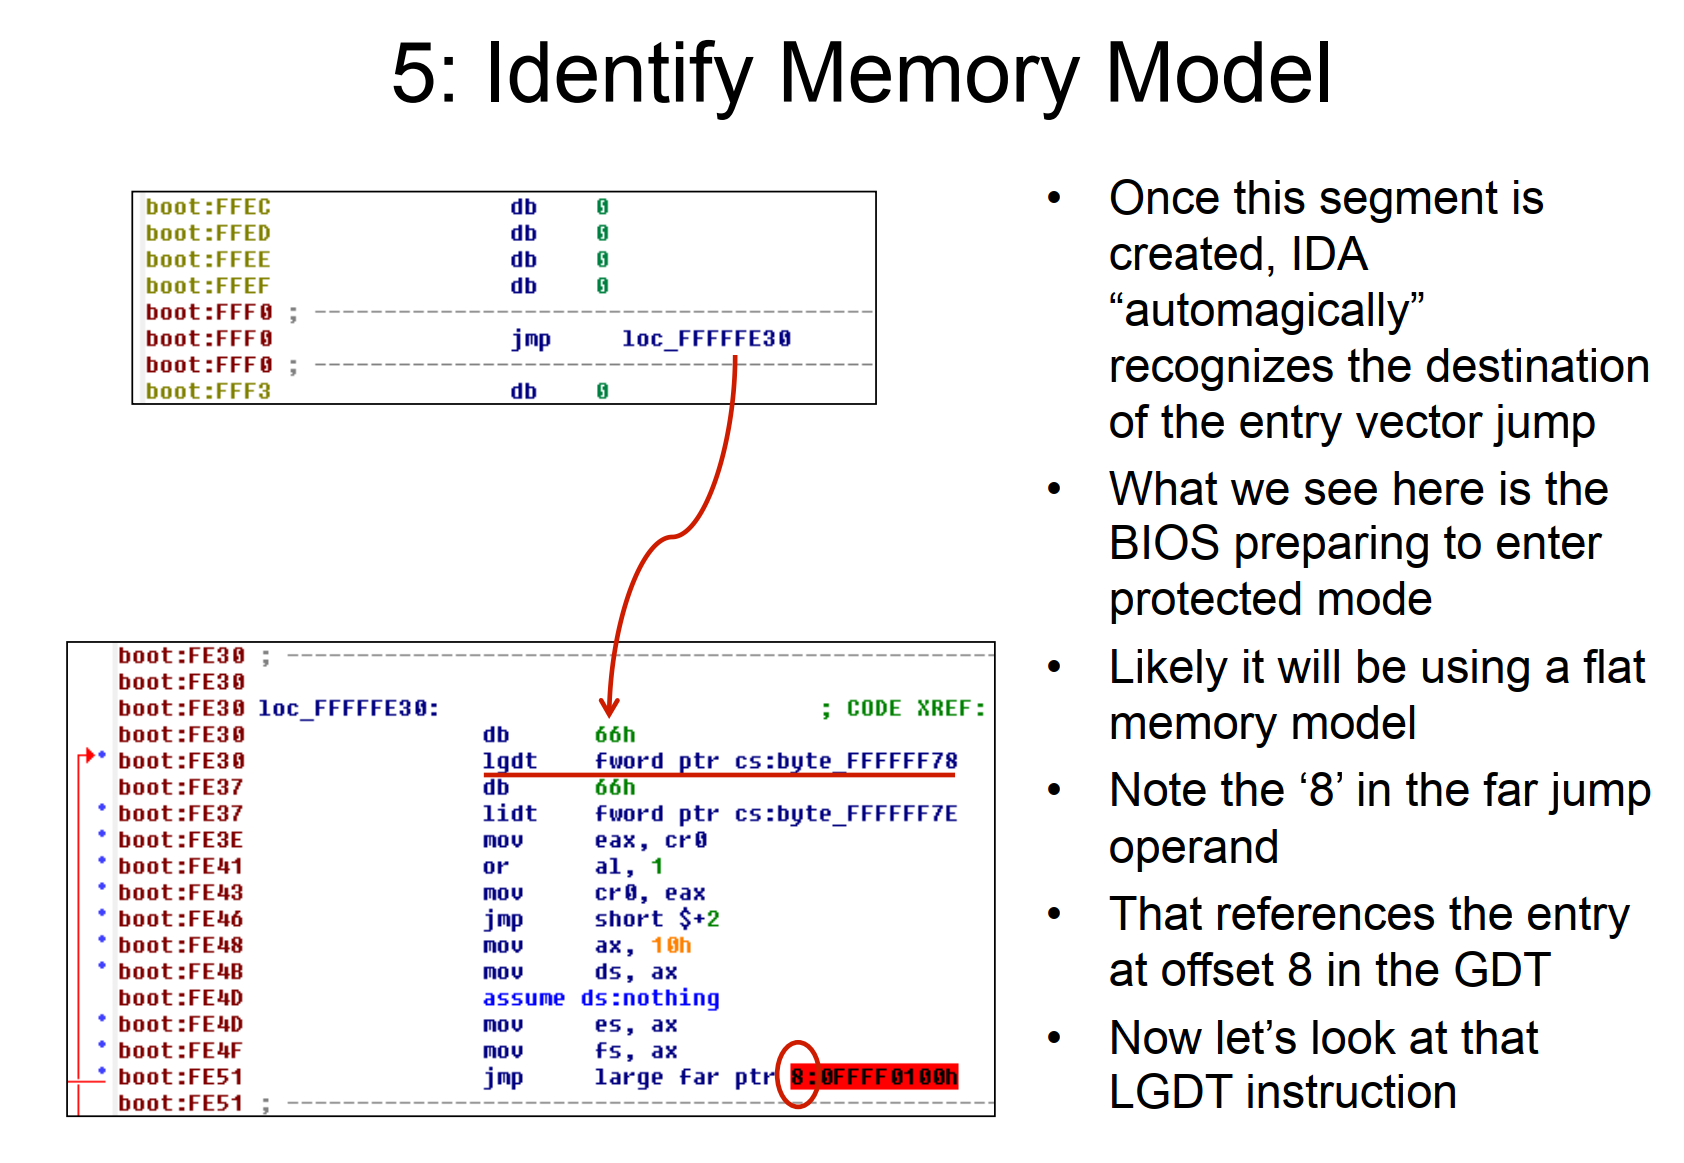 5: Identify Memory Model
boot:FFEC db 0
boot:FFED db 0
boot:FFEE db 0
boot:FFEF db 0
boot:FFF0 ; ----------------------------------------
boot:FFF0 jmp loc_FFFFFE30
boot:FFF0 ; ----------------------------------------
boot:FFF3 db 0
boot:FE30 ; ----------------------------------------
boot:FE30
boot:FE30 loc_FFFFFE30: ; CODE XREF:
boot:FE30 db 66h
boot:FE30 lgdt fword ptr cs:byte_FFFFFF78
boot:FE37 db 66h
boot:FE37 lidt fword ptr cs:byte_FFFFFF7E
boot:FE3E mov eax, cr0
boot:FE41 or al, 1
boot:FE43 mov cr0, eax
boot:FE46 jmp short $+2
boot:FE48 mov ax, 10h
boot:FE4B mov ds, ax
boot:FE4D assume ds:nothing
boot:FE4D mov es, ax
boot:FE4F mov fs, ax
boot:FE51 jmp large far ptr 8:0FFFF0100h
boot:FE51 ; ----------------------------------------
• Once this segment is
created, IDA
“automagically”
recognizes the destination
of the entry vector jump
• What we see here is the
BIOS preparing to enter
protected mode
• Likely it will be using a flat
memory model
• Note the ‘8’ in the far jump
operand
• That references the entry
at offset 8 in the GDT
• Now let’s look at that
LGDT instruction